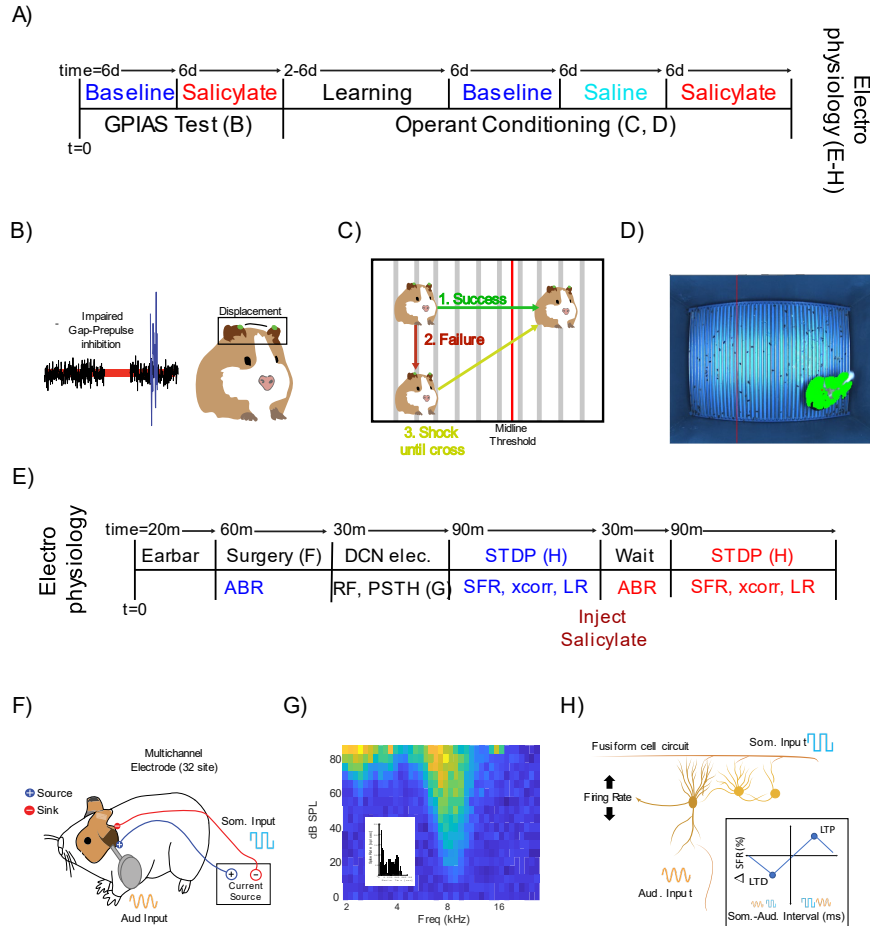 A)
time=6d 6d 2-6d 6d 6d 6d
Baseline Salicylate Learning Baseline Saline Salicylate
GPIAS Test (B) Operant Conditioning (C, D)
t=0
Electro
physiology (E-H)
B)
Impaired
Gap-Prepulse
inhibition
Displacement
C)
1. Success
2. Failure
3. Shock
until cross
Midline
Threshold
D)
E)
Electro
physiology
time=20m 60m 30m 90m 30m 90m
Earbar Surgery (F) DCN elec. STDP (H) Wait STDP (H)
ABR RF, PSTH (G) SFR, xcorr, LR ABR SFR, xcorr, LR
t=0
Inject
Salicylate
F)
Multichannel
Electrode (32 site)
+ Source
− Sink
Som. Input
+ −
Current
Source
Aud Input
G)
dB SPL
80
60
40
20
0
2 4 8 16
Freq (kHz)
H)
Fusiform cell circuit
Som. Input
Firing Rate
Aud. Input
Δ SFR(%)
LTP
LTD
Som.-Aud. Interval (ms)